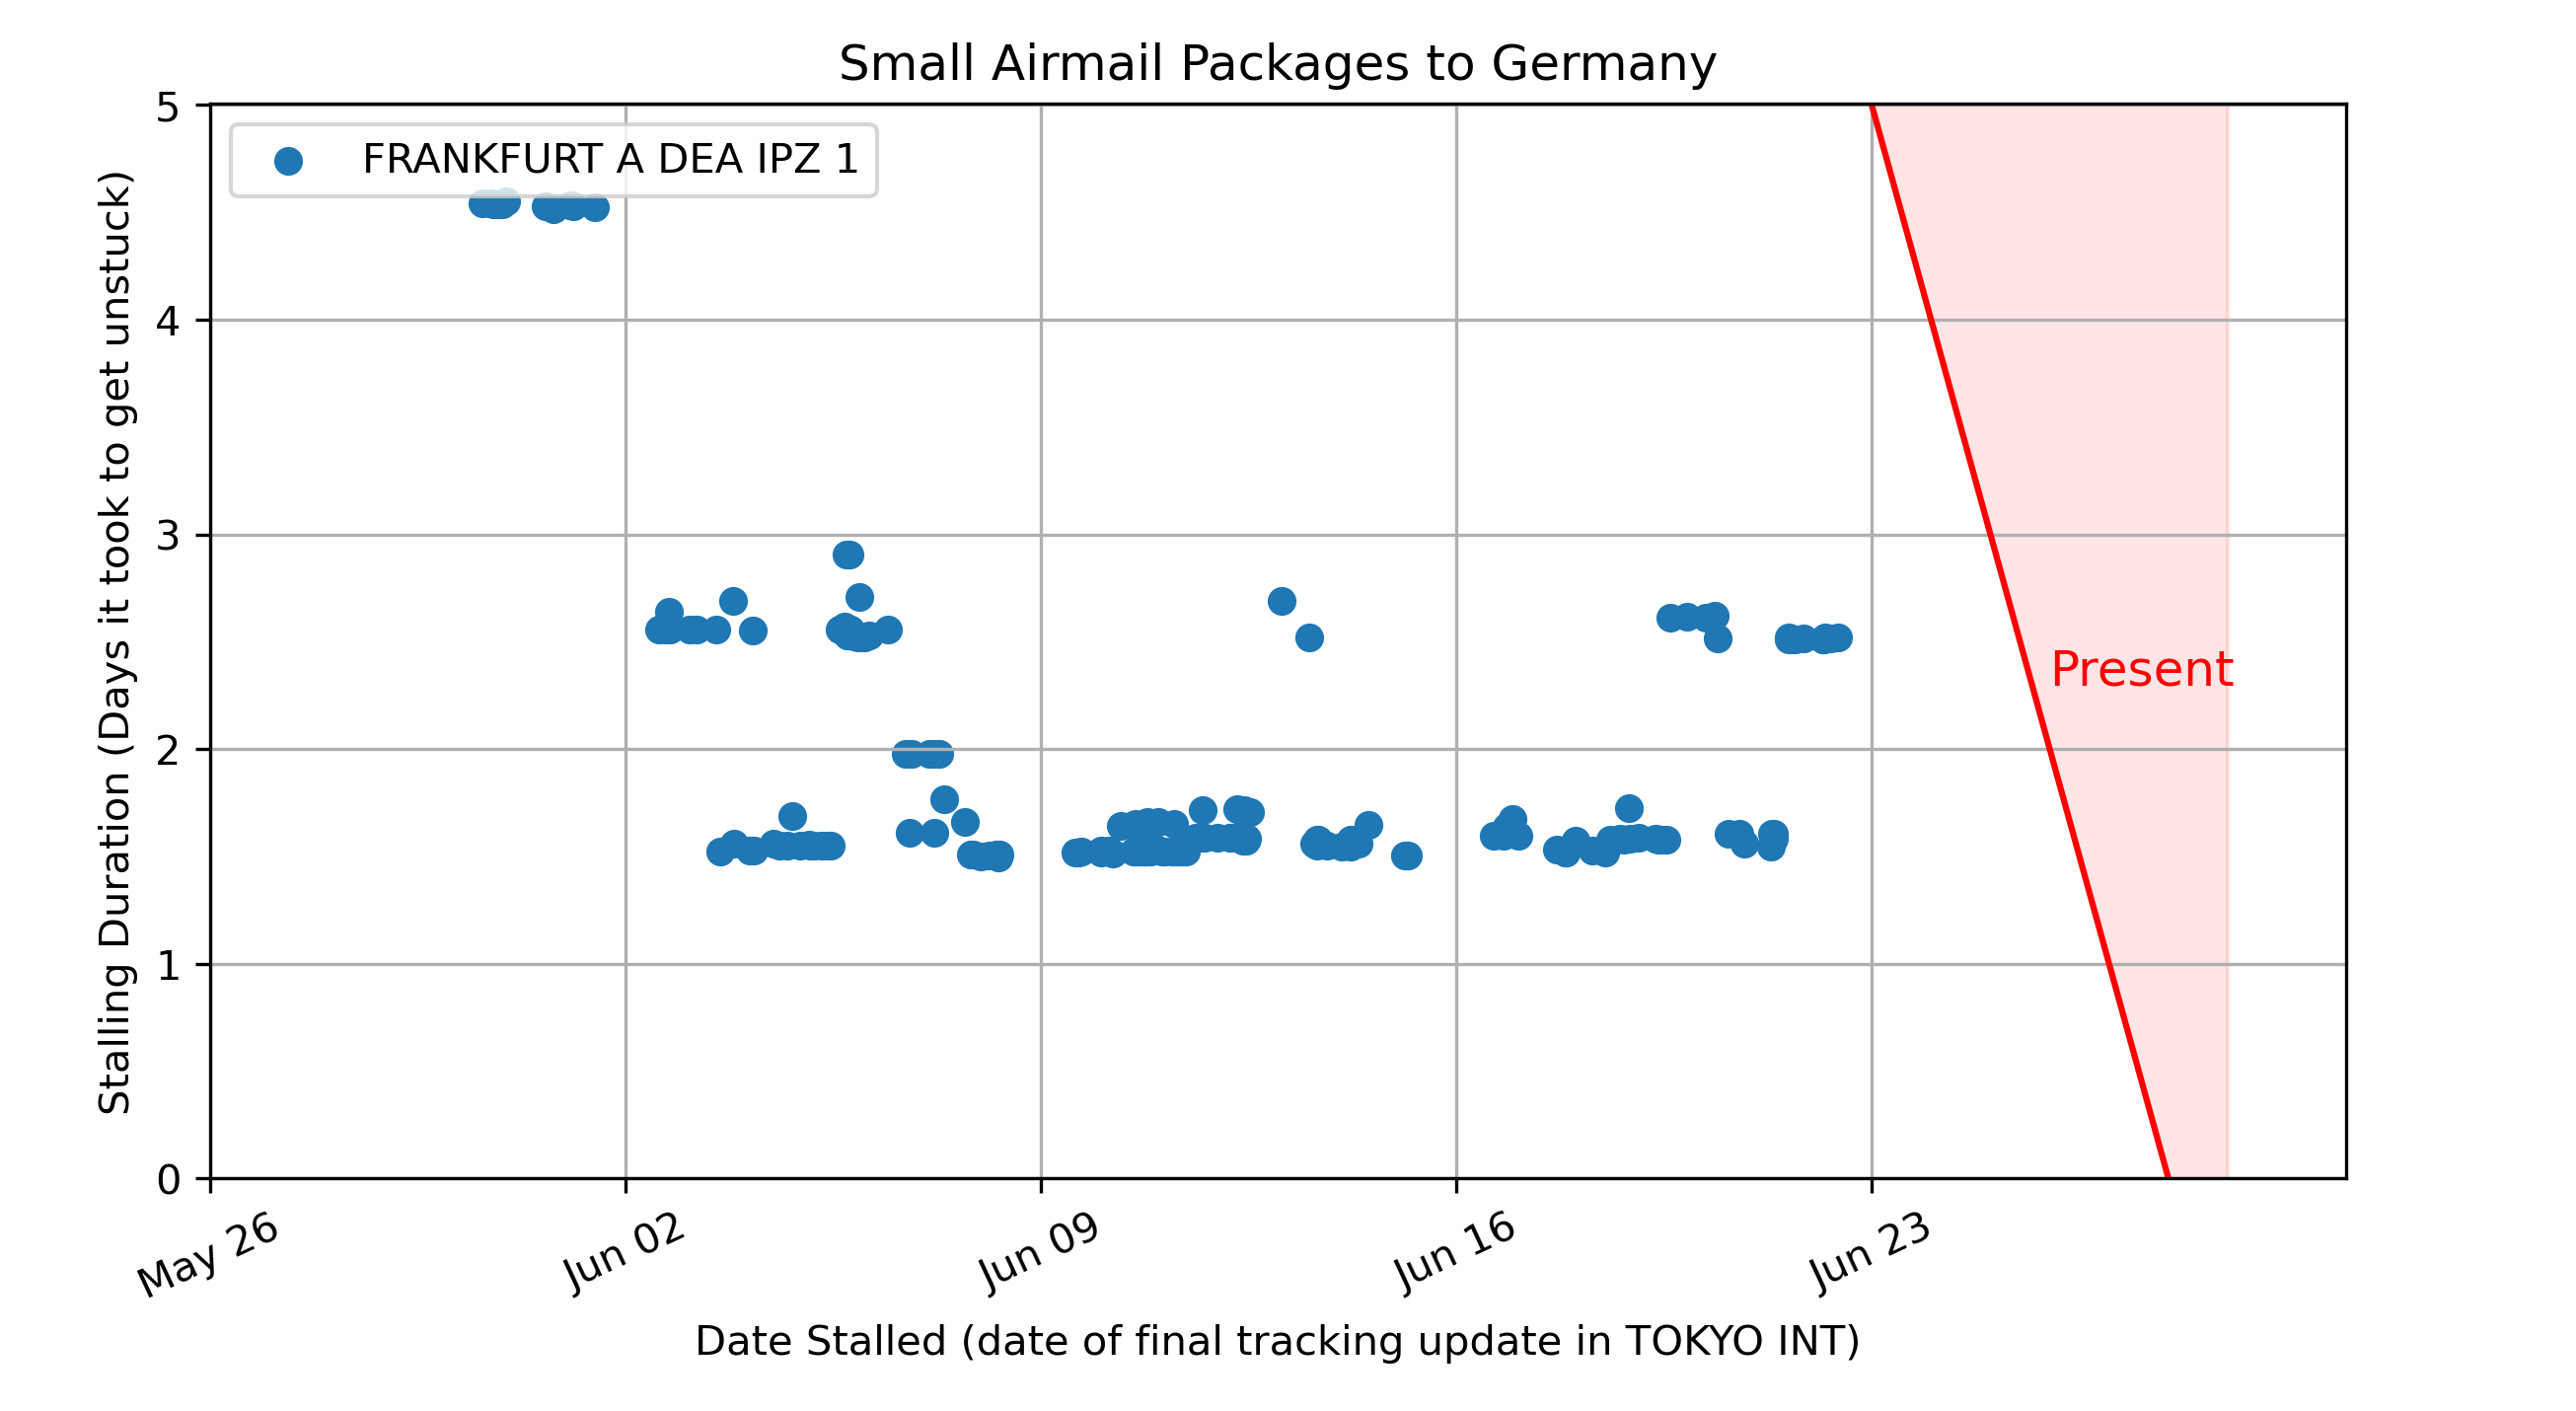 Small Airmail Packages to Germany
FRANKFURT A DEA IPZ 1
Stalling Duration (Days it took to get unstuck)
5
4
3
2
1
0
Present
May 26
Jun 02
Jun 09
Jun 16
Jun 23
Date Stalled (date of final tracking update in TOKYO INT)